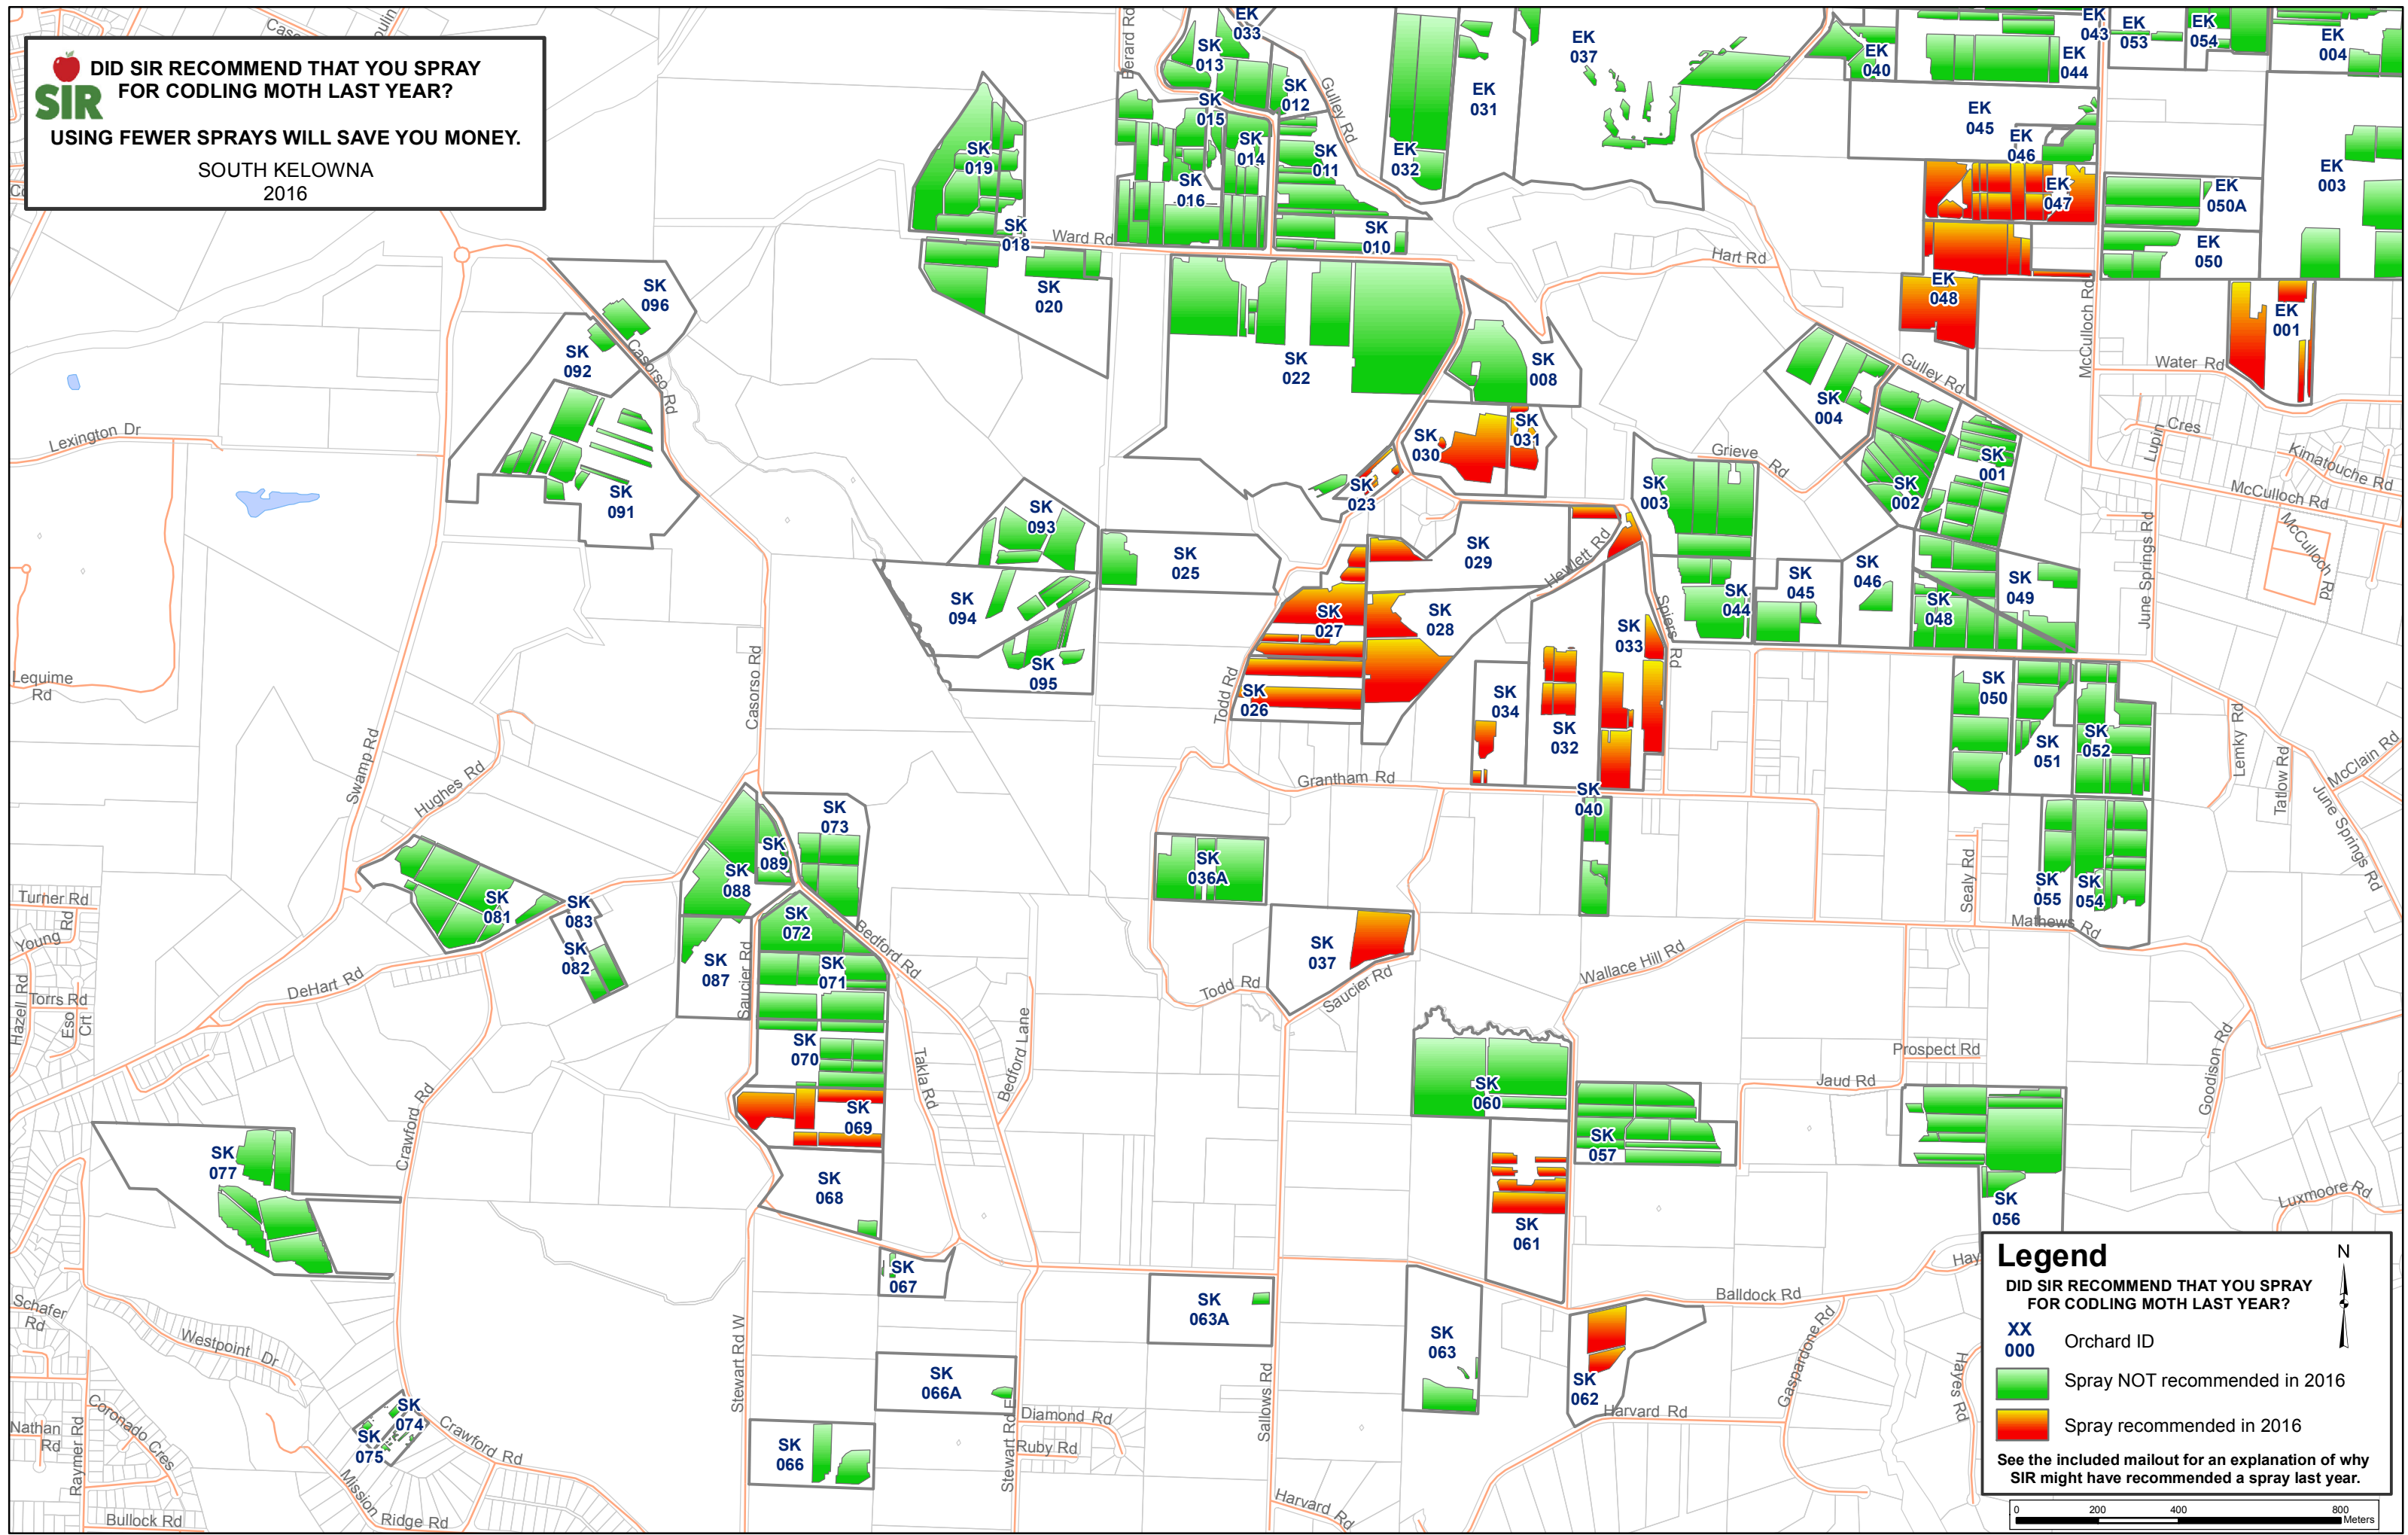 DID SIR RECOMMEND THAT YOU SPRAY
FOR CODLING MOTH LAST YEAR?
SIR
USING FEWER SPRAYS WILL SAVE YOU MONEY.
SOUTH KELOWNA
2016
Berard Rd
EK
033
SK
013
SK
012
SK
015
Gulley Rd
SK
014
SK
011
SK
016
SK
010
SK
019
SK
018
Ward Rd
SK
020
EK
031
EK
032
EK
037
EK
040
EK
043
EK
044
EK
053
EK
054
EK
004
EK
045
EK
046
EK
047
EK
003
EK
050A
EK
050
EK
048
EK
001
Hart Rd
McCulloch Rd
Water Rd
Gulley Rd
SK
096
SK
092
Casorso Rd
SK
091
Lexington Dr
SK
022
SK
008
SK
004
SK
030
SK
031
SK
023
Grieve Rd
SK
003
SK
002
SK
001
Lupin Cres
Kimatouche Rd
McCulloch Rd
McCulloch Rd
June Springs Rd
SK
093
SK
025
SK
029
Hewlett Rd
SK
094
SK
095
SK
027
SK
028
SK
026
SK
033
SK
034
SK
032
Spiers Rd
SK
044
SK
045
SK
046
SK
048
SK
049
SK
050
SK
051
SK
052
Lequime
Rd
Swamp Rd
Casorso Rd
Todd Rd
Grantham Rd
Hughes Rd
Lemky Rd
Tatlow Rd
McClain Rd
June Springs Rd
SK
040
SK
073
SK
089
SK
088
SK
036A
SK
055
SK
054
Sealy Rd
Mathews Rd
SK
081
SK
083
SK
082
SK
087
SK
072
SK
071
Bedford Rd
Saucier Rd
SK
037
Todd Rd
Saucier Rd
Wallace Hill Rd
Turner Rd
Young Rd
Hazell Rd
Torrs Rd
Eso
Crt
DeHart Rd
Crawford Rd
SK
070
SK
069
SK
068
Takla Rd
Bedford Lane
SK
060
SK
057
SK
061
Prospect Rd
Jaud Rd
Goodison Rd
SK
056
Luxmoore Rd
SK
077
SK
067
SK
063A
SK
063
SK
062
Balldock Rd
Gaspardone Rd
Hayes Rd
Hay
Harvard Rd
Schafer
Rd
Westpoint Dr
Stewart Rd W
SK
066A
SK
066
Stewart Rd E
Diamond Rd
Ruby Rd
Sallows Rd
Harvard Rd
SK
074
SK
075
Crawford Rd
Nathan
Rd
Raymer Rd
Coronado Cres
Mission
Ridge Rd
Bullock Rd
Legend
N
DID SIR RECOMMEND THAT YOU SPRAY
FOR CODLING MOTH LAST YEAR?
XX
000
Orchard ID
Spray NOT recommended in 2016
Spray recommended in 2016
See the included mailout for an explanation of why
SIR might have recommended a spray last year.
0 200 400 800
Meters